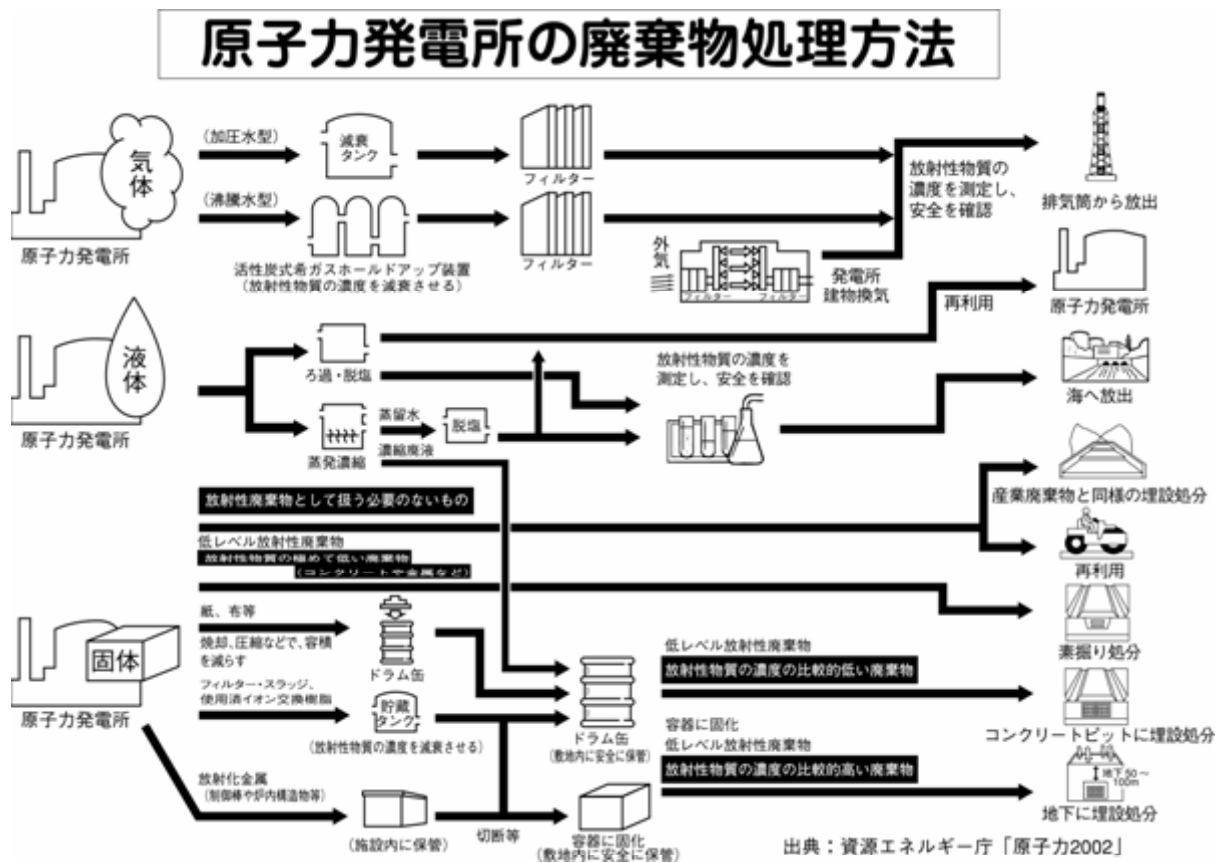 原子力発電所の廃棄物処理方法
気体
原子力発電所
(加圧水型)
減衰
タンク
フィルター
(沸騰水型)
活性炭式希ガスホールドアップ装置
(放射性物質の濃度を減衰させる)
フィルター
外気
フィルター
フィルター
発電所
建物換気
放射性物質の
濃度を測定し、
安全を確認
排気筒から放出
液体
原子力発電所
ろ過・脱塩
蒸発濃縮
蒸留水
濃縮廃液
脱塩
再利用
原子力発電所
放射性物質の濃度を
測定し、安全を確認
海へ放出
放射性廃棄物として扱う必要のないもの
産業廃棄物と同様の埋設処分
再利用
低レベル放射性廃棄物
放射性物質の極めて低い廃棄物
(コンクリートや金属など)
素掘り処分
固体
原子力発電所
紙、布等
焼却、圧縮などで、容積
を減らす
ドラム缶
フィルター・スラッジ、
使用済イオン交換樹脂
貯蔵
タンク
(放射性物質の濃度を減衰させる)
放射化金属
(制御棒や炉内構造物等)
(施設内に保管)
切断等
ドラム缶
(敷地内に安全に保管)
容器に固化
(敷地内に安全に保管)
低レベル放射性廃棄物
放射性物質の濃度の比較的低い廃棄物
コンクリートピットに埋設処分
容器に固化
低レベル放射性廃棄物
放射性物質の濃度の比較的高い廃棄物
地下50～
100m
地下に埋設処分
出典：資源エネルギー庁「原子力2002」